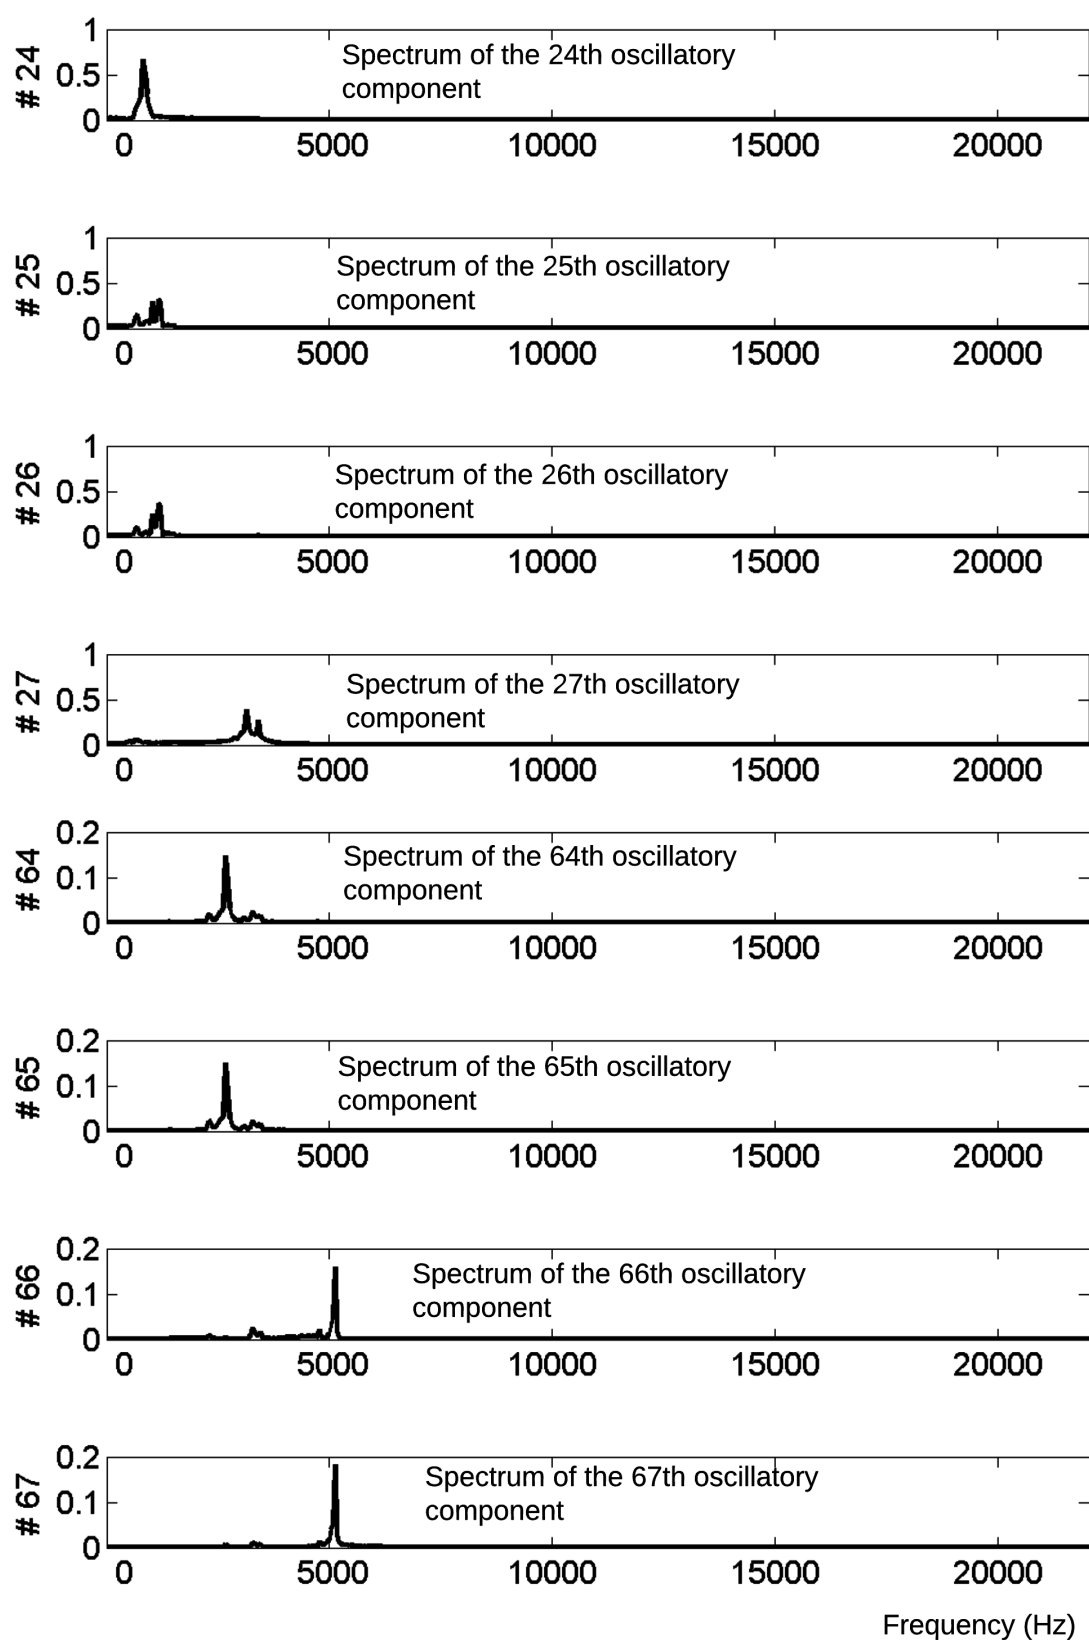 # 24
1
0.5
0
Spectrum of the 24th oscillatory
component
0 5000 10000 15000 20000
# 25
1
0.5
0
Spectrum of the 25th oscillatory
component
0 5000 10000 15000 20000
# 26
1
0.5
0
Spectrum of the 26th oscillatory
component
0 5000 10000 15000 20000
# 27
1
0.5
0
Spectrum of the 27th oscillatory
component
0 5000 10000 15000 20000
# 64
0.2
0.1
0
Spectrum of the 64th oscillatory
component
0 5000 10000 15000 20000
# 65
0.2
0.1
0
Spectrum of the 65th oscillatory
component
0 5000 10000 15000 20000
# 66
0.2
0.1
0
Spectrum of the 66th oscillatory
component
0 5000 10000 15000 20000
# 67
0.2
0.1
0
Spectrum of the 67th oscillatory
component
0 5000 10000 15000 20000
Frequency (Hz)